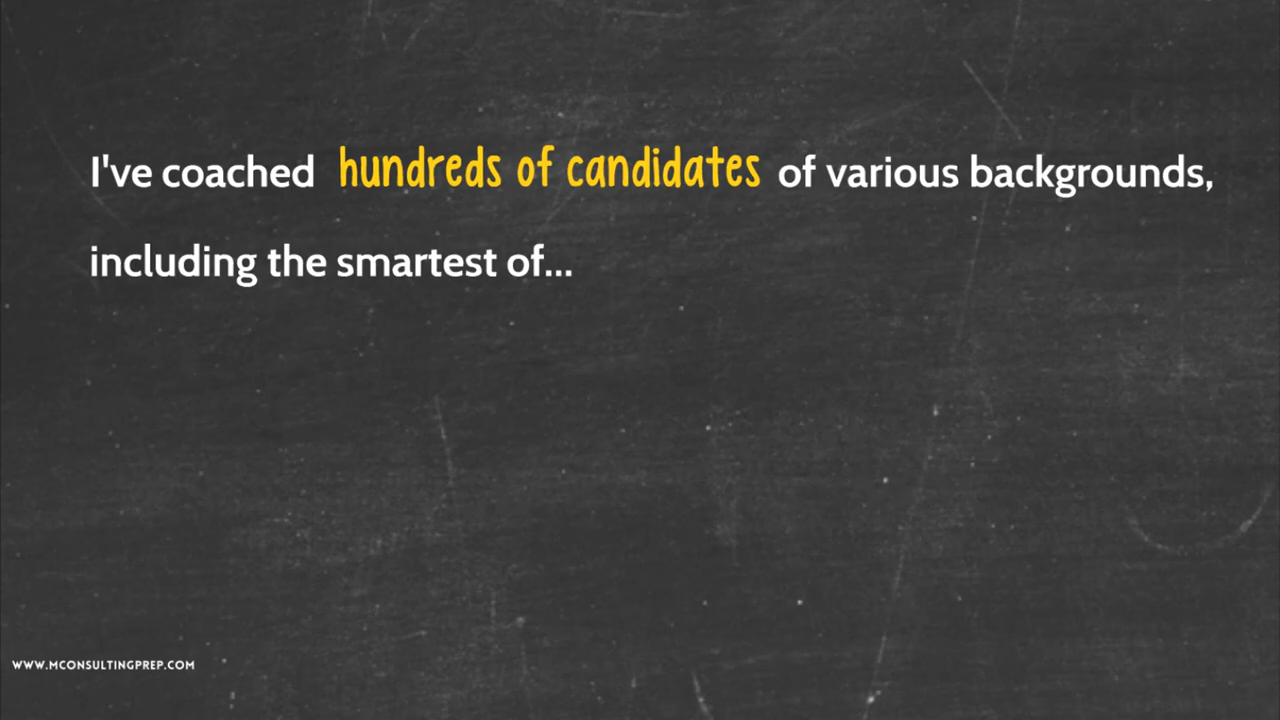 I've coached hundreds of candidates of various backgrounds,
including the smartest of...
WWW.MCONSULTINGPREP.COM